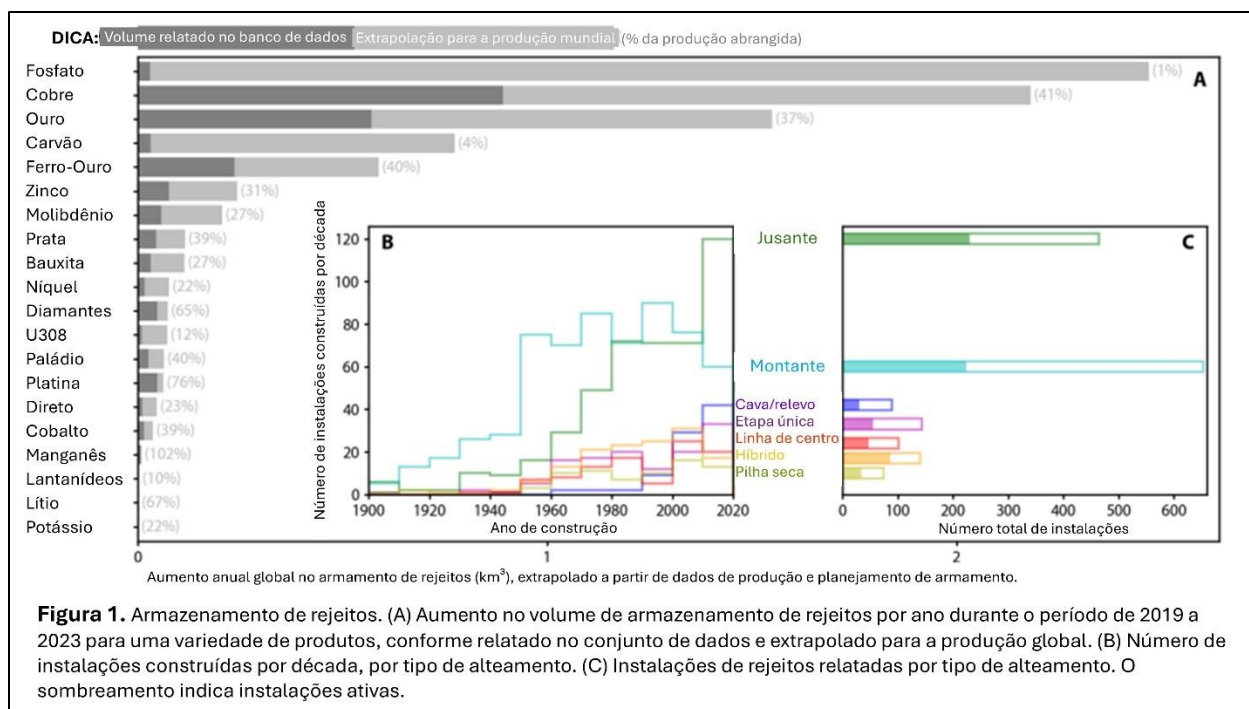 DICA: Volume relatado no banco de dados Extrapolação para a produção mundial (% da produção abrangida)
A
Fosfato (1%)
Cobre (41%)
Ouro (37%)
Carvão (4%)
Ferro-Ouro (40%)
Zinco (31%)
Molibdênio (27%)
Prata (39%)
Bauxita (27%)
Níquel (22%)
Diamantes (65%)
U308 (12%)
Paládio (40%)
Platina (76%)
Direto (23%)
Cobalto (39%)
Manganês (102%)
Lantanídeos (10%)
Lítio (67%)
Potássio (22%)
0 1 2
Aumento anual global no armamento de rejeitos (km³), extrapolado a partir de dados de produção e planejamento de armamento.
B
Número de instalações construídas por década
120
100
80
60
40
20
0
1900 1920 1940 1960 1980 2000 2020
Ano de construção
Jusante
Montante
Cava/relevo
Etapa única
Linha de centro
Híbrido
Pilha seca
C
0 100 200 300 400 500 600
Número total de instalações
Figura 1. Armazenamento de rejeitos. (A) Aumento no volume de armazenamento de rejeitos por ano durante o período de 2019 a
2023 para uma variedade de produtos, conforme relatado no conjunto de dados e extrapolado para a produção global. (B) Número de
instalações construídas por década, por tipo de alteamento. (C) Instalações de rejeitos relatadas por tipo de alteamento. O
sombreamento indica instalações ativas.